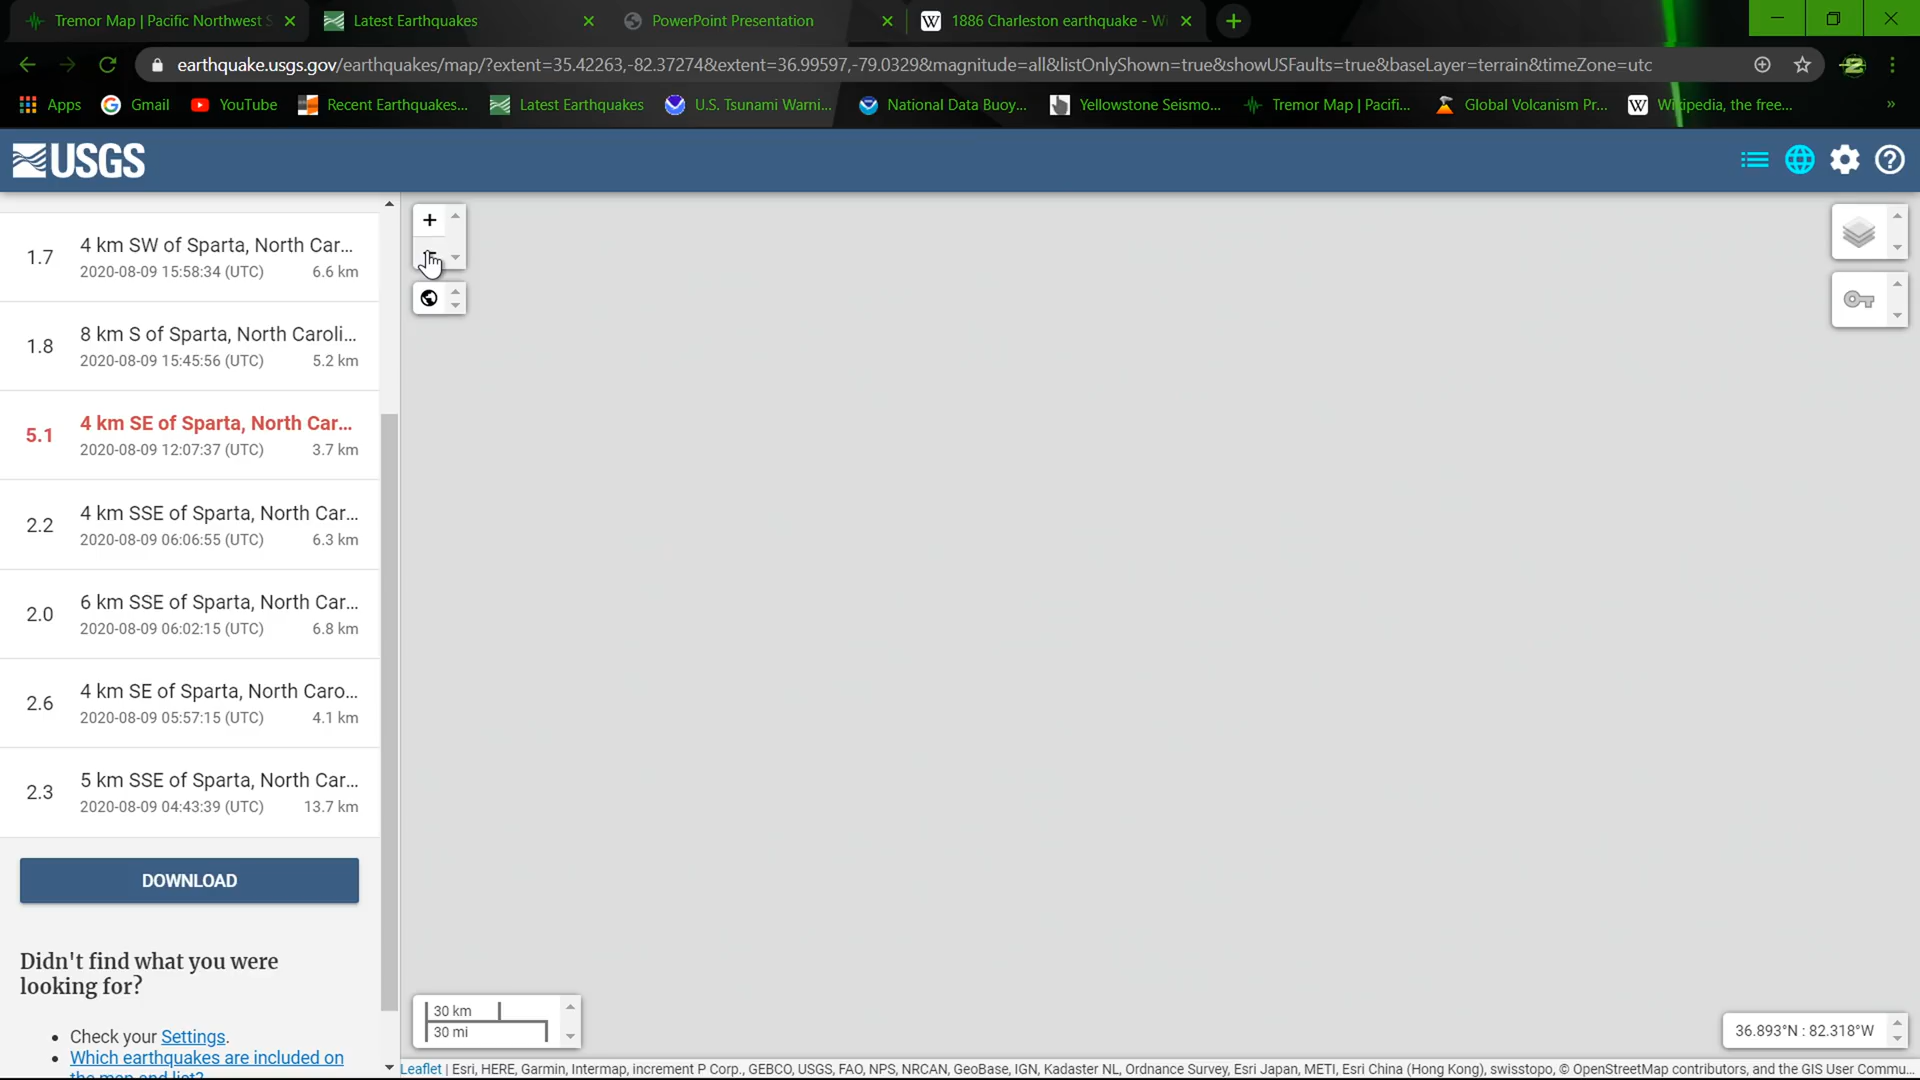 Tremor Map | Pacific Northwest S
Latest Earthquakes
PowerPoint Presentation
W 1886 Charleston earthquake - Wi
earthquake.usgs.gov/earthquakes/map/?extent=35.42263,-82.37274&extent=36.99597,-79.0329&magnitude=all&listOnlyShown=true&showUSFaults=true&baseLayer=terrain&timeZone=utc
Apps
Gmail
YouTube
Recent Earthquakes...
Latest Earthquakes
U.S. Tsunami Warni...
National Data Buoy...
Yellowstone Seismo...
Tremor Map | Pacifi...
Global Volcanism Pr...
W Wikipedia, the free...
»
USGS
1.7 4 km SW of Sparta, North Car...
2020-08-09 15:58:34 (UTC) 6.6 km
1.8 8 km S of Sparta, North Caroli...
2020-08-09 15:45:56 (UTC) 5.2 km
5.1 4 km SE of Sparta, North Car...
2020-08-09 12:07:37 (UTC) 3.7 km
2.2 4 km SSE of Sparta, North Car...
2020-08-09 06:06:55 (UTC) 6.3 km
2.0 6 km SSE of Sparta, North Car...
2020-08-09 06:02:15 (UTC) 6.8 km
2.6 4 km SE of Sparta, North Caro...
2020-08-09 05:57:15 (UTC) 4.1 km
2.3 5 km SSE of Sparta, North Car...
2020-08-09 04:43:39 (UTC) 13.7 km
DOWNLOAD
Didn't find what you were
looking for?
• Check your Settings.
• Which earthquakes are included on
the map and list?
+
30 km
30 mi
36.893°N : 82.318°W
Leaflet | Esri, HERE, Garmin, Intermap, increment P Corp., GEBCO, USGS, FAO, NPS, NRCAN, GeoBase, IGN, Kadaster NL, Ordnance Survey, Esri Japan, METI, Esri China (Hong Kong), swisstopo, © OpenStreetMap contributors, and the GIS User Commu...